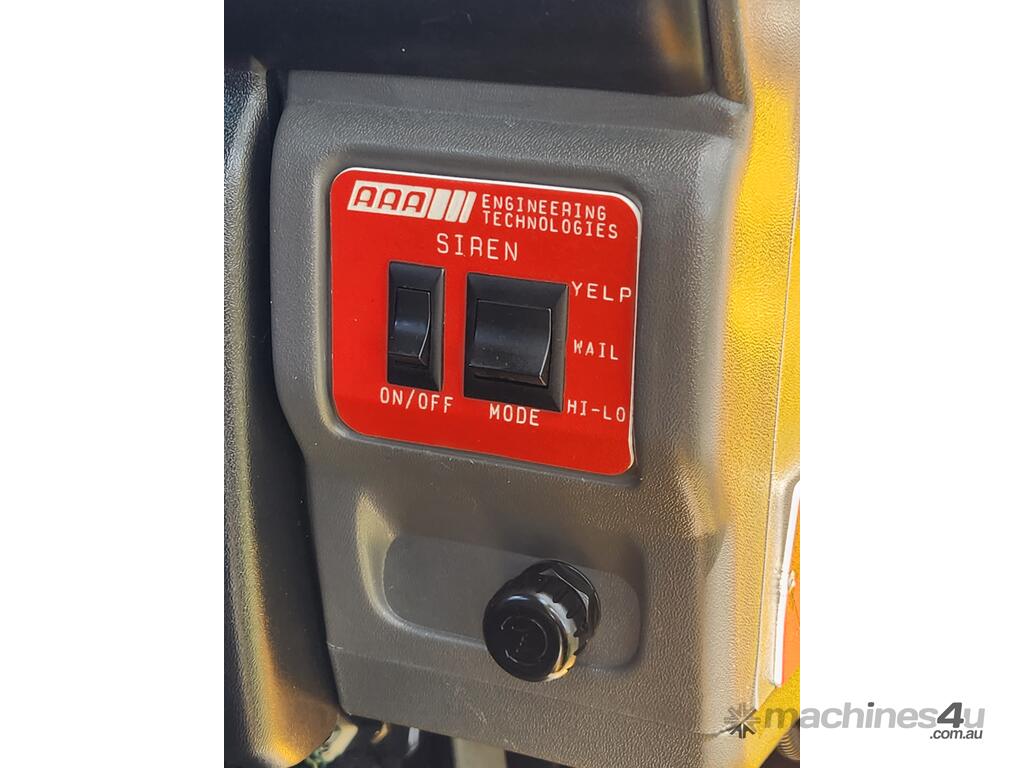 AAA ENGINEERING
TECHNOLOGIES
SIREN
YELP
WAIL
HI-LO
ON/OFF
MODE
machines4u
.com.au